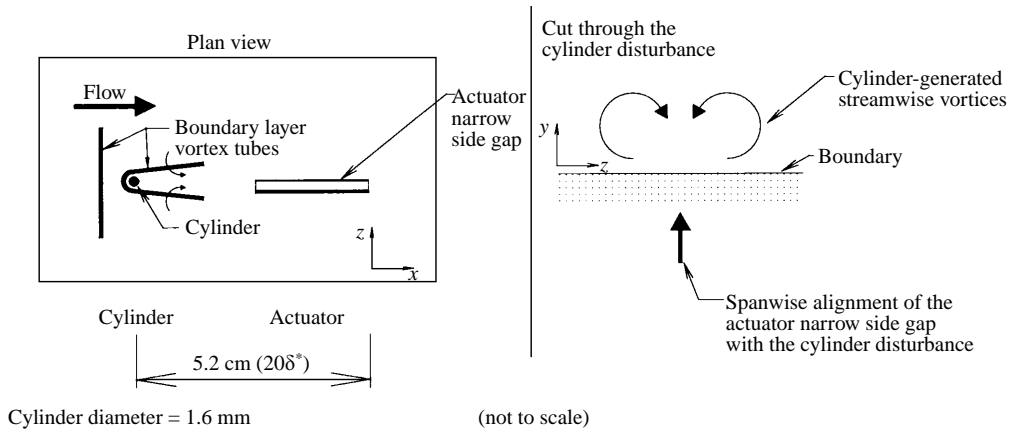 Plan view
Flow
Boundary layer
vortex tubes
Cylinder
Actuator
narrow
side gap
z
x
Cylinder
Actuator
5.2 cm (20δ*)
Cylinder diameter = 1.6 mm
(not to scale)
Cut through the
cylinder disturbance
Cylinder-generated
streamwise vortices
y
z
Boundary
Spanwise alignment of the
actuator narrow side gap
with the cylinder disturbance